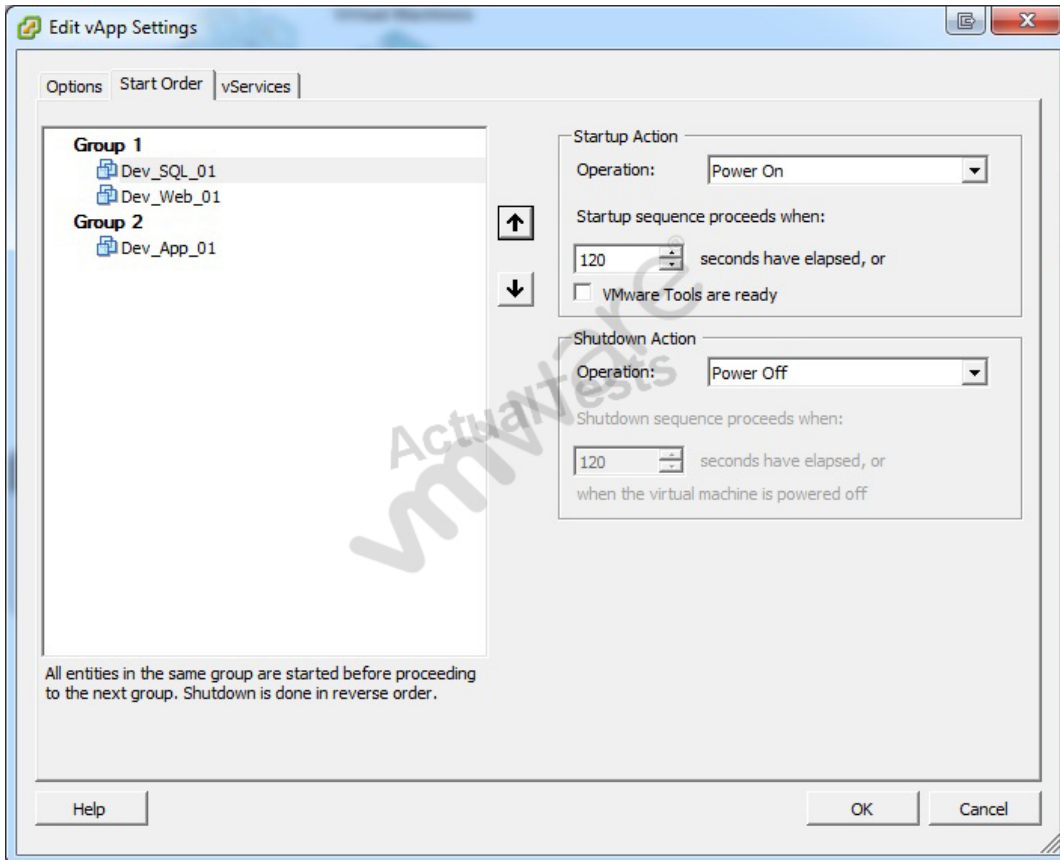 Edit vApp Settings
Options Start Order vServices
Group 1
Dev_SQL_01
Dev_Web_01
Group 2
Dev_App_01
All entities in the same group are started before proceeding
to the next group. Shutdown is done in reverse order.
Startup Action
Operation: Power On
Startup sequence proceeds when:
120 seconds have elapsed, or
VMware Tools are ready
Shutdown Action
Operation: Power Off
Shutdown sequence proceeds when:
120 seconds have elapsed, or
when the virtual machine is powered off
ActualTests
vmware®
Help OK Cancel